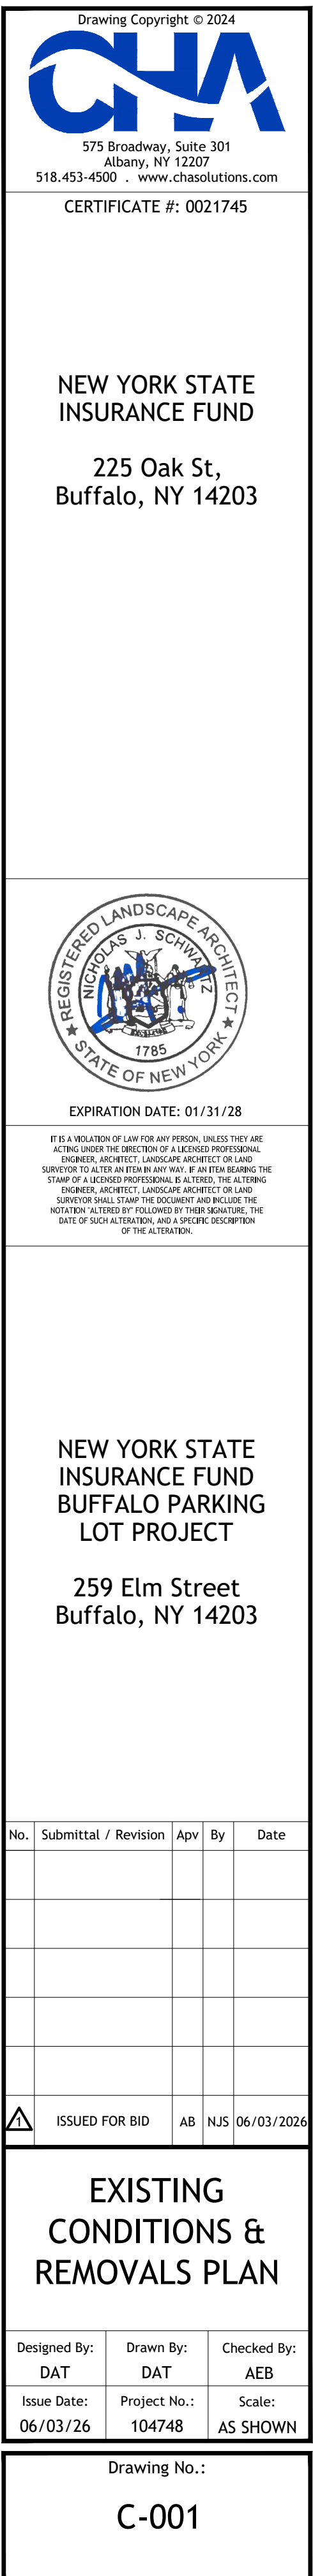 Drawing Copyright © 2024
CHA
575 Broadway, Suite 301
Albany, NY 12207
518.453-4500 . www.chasolutions.com
CERTIFICATE #: 0021745
NEW YORK STATE
INSURANCE FUND
225 Oak St,
Buffalo, NY 14203
REGISTERED LANDSCAPE ARCHITECT
NICHOLAS J. SCHWARTZ
1785
STATE OF NEW YORK
EXPIRATION DATE: 01/31/28
IT IS A VIOLATION OF LAW FOR ANY PERSON, UNLESS THEY ARE
ACTING UNDER THE DIRECTION OF A LICENSED PROFESSIONAL
ENGINEER, ARCHITECT, LANDSCAPE ARCHITECT OR LAND
SURVEYOR TO ALTER AN ITEM IN ANY WAY. IF AN ITEM BEARING THE
STAMP OF A LICENSED PROFESSIONAL IS ALTERED, THE ALTERING
ENGINEER, ARCHITECT, LANDSCAPE ARCHITECT OR LAND
SURVEYOR SHALL STAMP THE DOCUMENT AND INCLUDE THE
NOTATION "ALTERED BY" FOLLOWED BY THEIR SIGNATURE, THE
DATE OF SUCH ALTERATION, AND A SPECIFIC DESCRIPTION
OF THE ALTERATION.
NEW YORK STATE
INSURANCE FUND
BUFFALO PARKING
LOT PROJECT
259 Elm Street
Buffalo, NY 14203
No. Submittal / Revision Apv By Date
1 ISSUED FOR BID AB NJS 06/03/2026
EXISTING
CONDITIONS &
REMOVALS PLAN
Designed By: Drawn By: Checked By:
DAT DAT AEB
Issue Date: Project No.: Scale:
06/03/26 104748 AS SHOWN
Drawing No.:
C-001